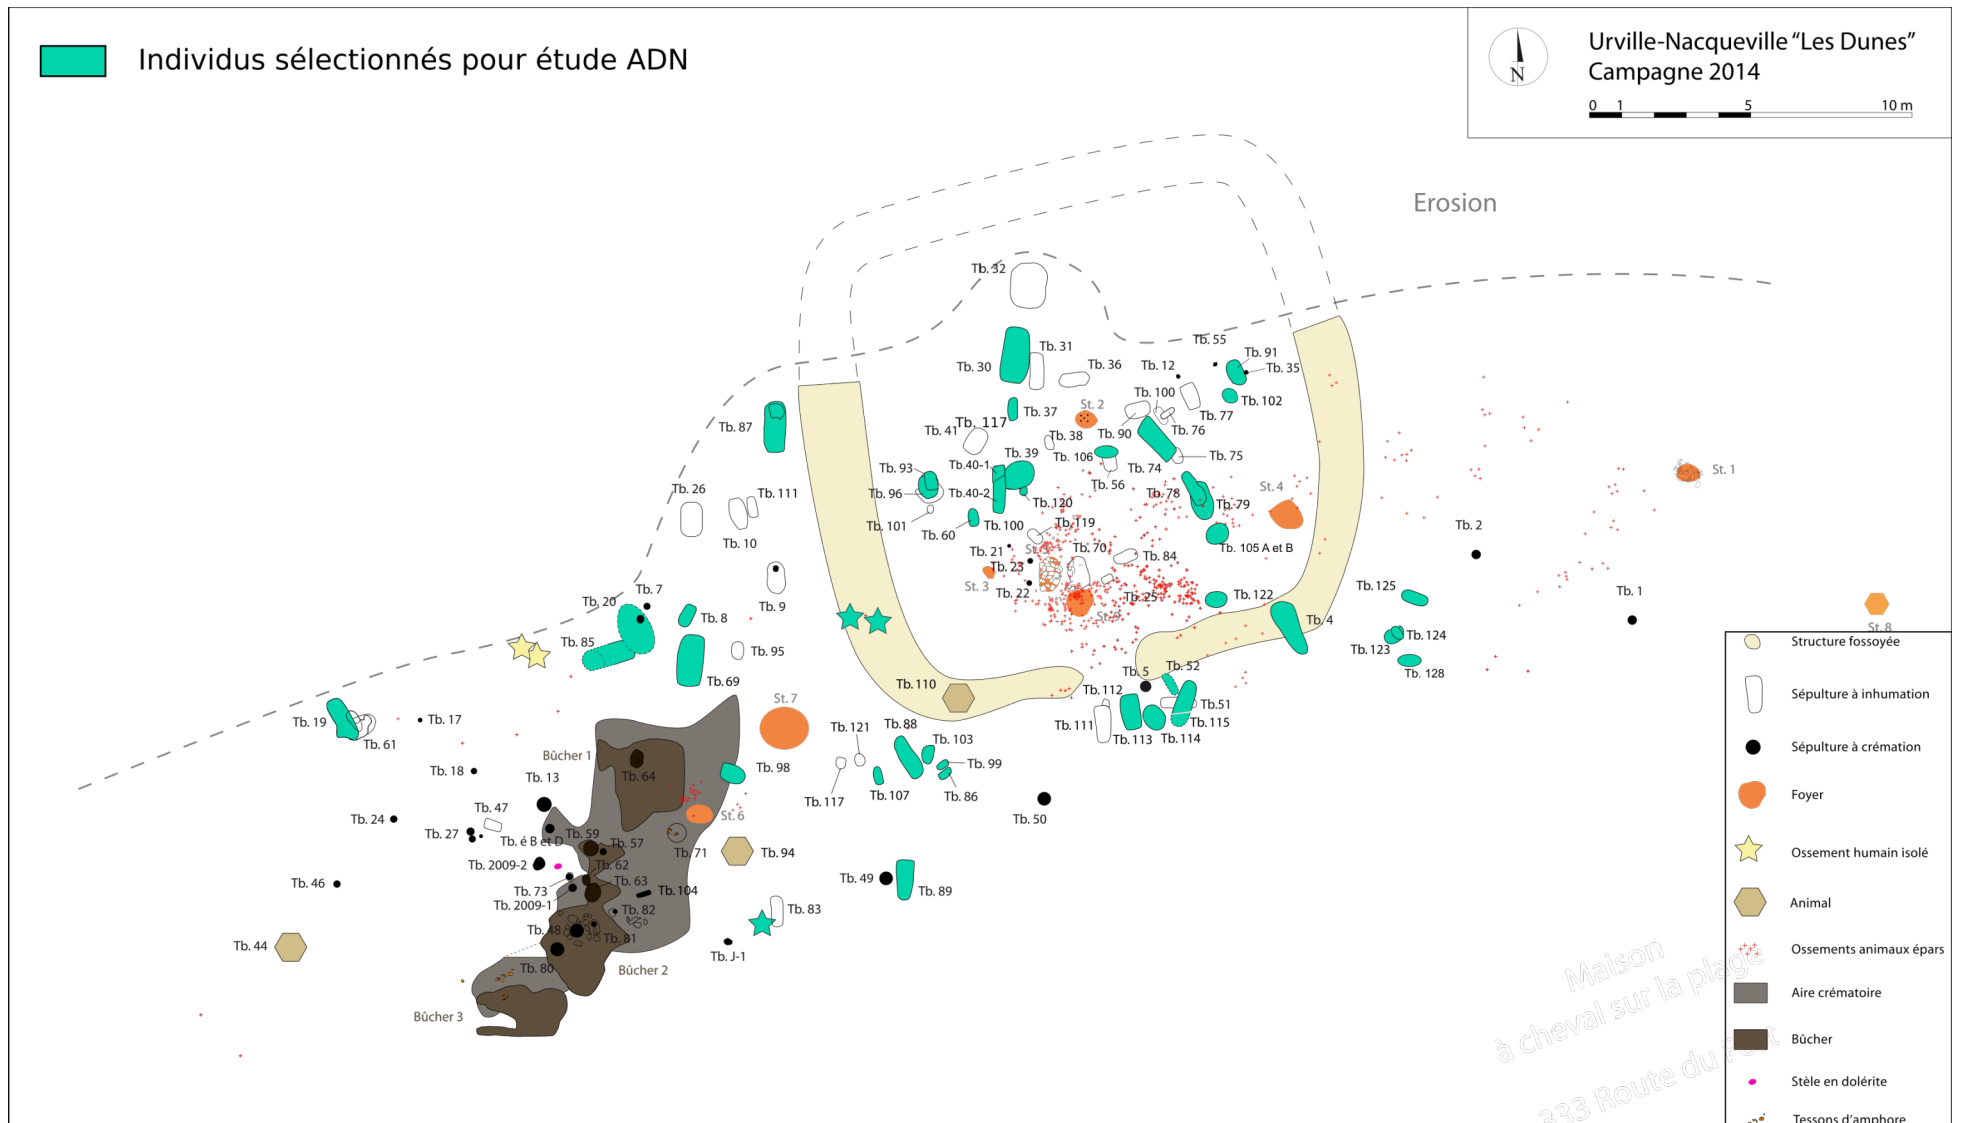 Individus sélectionnés pour étude ADN
N
Urville-Nacqueville “Les Dunes”
Campagne 2014
0 1 5 10 m
Erosion
Tb. 32
Tb. 55
Tb. 31
Tb. 91
Tb. 30
Tb. 36
Tb. 12
Tb. 35
Tb. 100
Tb. 102
St. 2
Tb. 37
Tb. 77
Tb. 117
Tb. 87
Tb. 41
Tb. 38
Tb. 90
Tb. 76
Tb. 39
Tb. 106
Tb. 75
Tb. 93
Tb.40-1
Tb. 74
St. 1
Tb. 26
Tb. 111
Tb. 96
Tb.40-2
Tb. 56
Tb. 78
St. 4
Tb. 120
Tb. 79
Tb. 101
Tb. 60
Tb. 100
Tb. 119
Tb. 2
Tb. 10
Tb. 21
Tb. 70
Tb. 105 A et B
Tb. 23
Tb. 84
St. 3
Tb. 22
Tb. 25
Tb. 122
Tb. 125
Tb. 1
Tb. 7
Tb. 20
Tb. 9
Tb. 8
St. 9
Tb. 4
St. 8
Tb. 85
Tb. 95
Tb. 124
Tb. 123
Tb. 128
Tb. 69
Tb. 110
Tb. 5
Tb. 52
Tb. 112
Tb. 51
St. 7
Tb. 19
Tb. 17
Tb. 61
Tb. 121
Tb. 88
Tb. 111
Tb. 115
Tb. 113
Tb. 114
Tb. 103
Bûcher 1
Tb. 18
Tb. 13
Tb. 64
Tb. 98
Tb. 99
Tb. 117
Tb. 107
Tb. 86
Tb. 47
Tb. 24
St. 6
Tb. 50
Tb. 27
Tb. é B et D
Tb. 59
Tb. 57
Tb. 71
Tb. 94
Tb. 2009-2
Tb. 62
Tb. 46
Tb. 73
Tb. 63
Tb. 104
Tb. 49
Tb. 89
Tb. 2009-1
Tb. 82
Tb. 83
Tb. 48
Tb. 81
Tb. 44
Tb. J-1
Tb. 80
Bûcher 2
Bûcher 3
Maison
à cheval sur la plage
333 Route du
Structure fossoyée
Sépulture à inhumation
Sépulture à crémation
Foyer
Ossement humain isolé
Animal
Ossements animaux épars
Aire crématoire
Bûcher
Stèle en dolérite
Tessons d'amphore